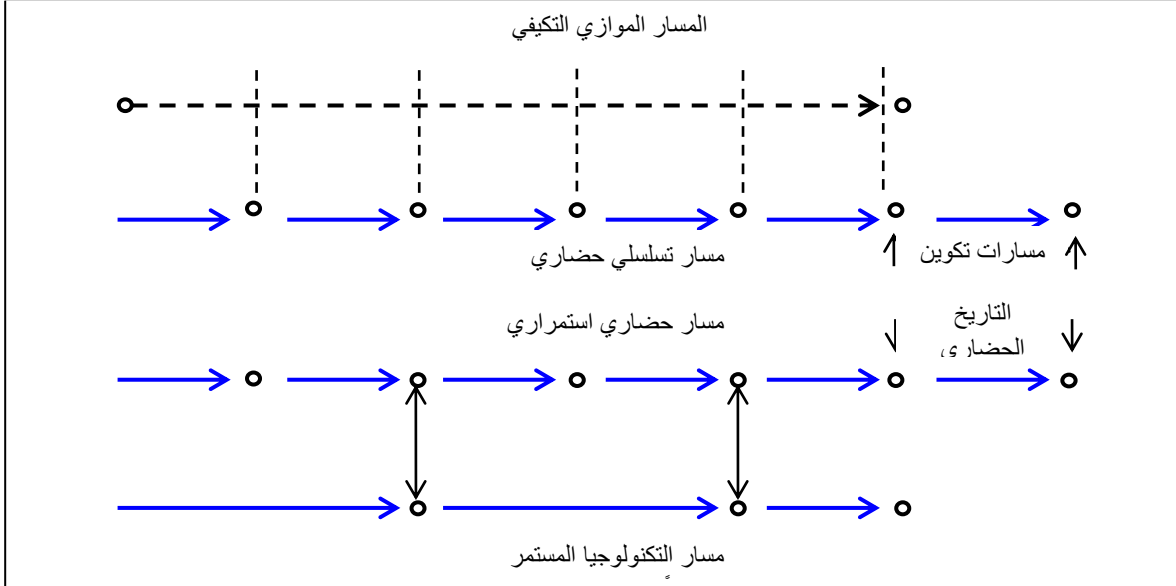 المسار الموازي التكيفي
مسار تسلسلي حضاري
مسارات تكوين
مسار حضاري استمراري
التاريخ
الحضاري
مسار التكنولوجيا المستمر